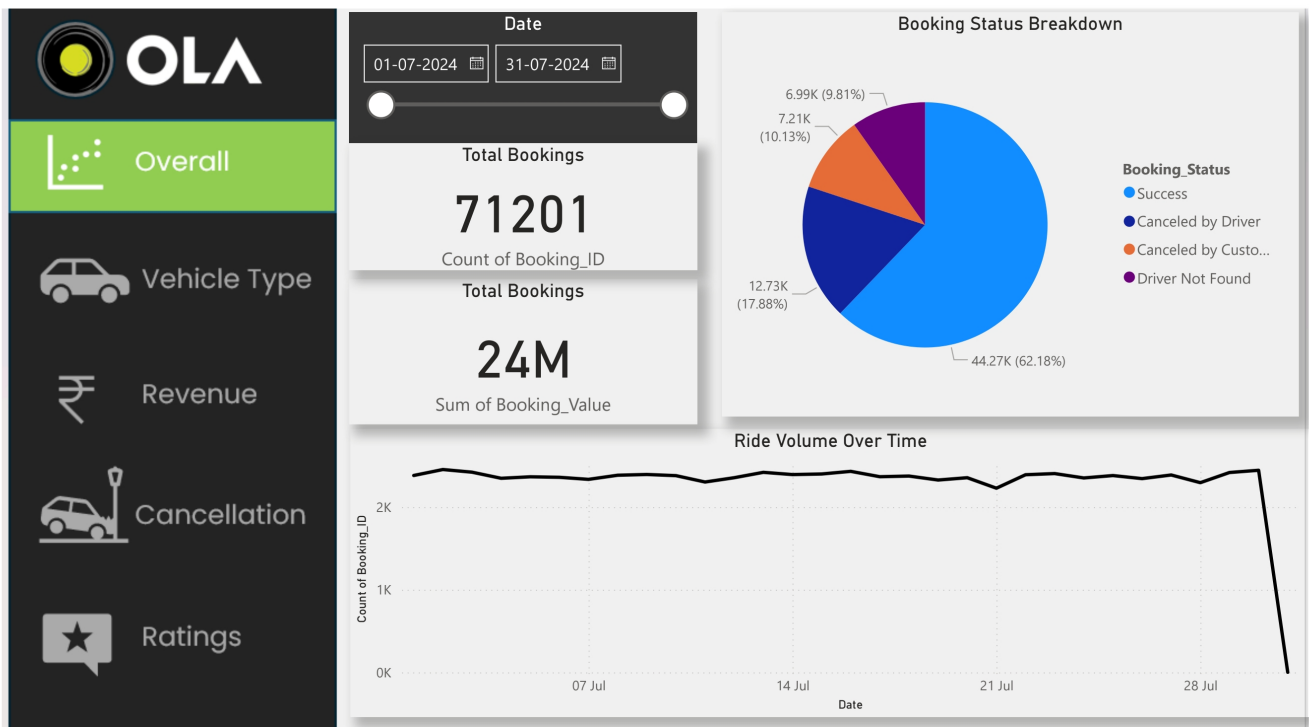 OLA
Overall
Vehicle Type
Revenue
Cancellation
Ratings
Date
01-07-2024
31-07-2024
Total Bookings
71201
Count of Booking_ID
Total Bookings
24M
Sum of Booking_Value
Booking Status Breakdown
6.99K (9.81%)
7.21K
(10.13%)
12.73K
(17.88%)
44.27K (62.18%)
Booking_Status
Success
Canceled by Driver
Canceled by Custo...
Driver Not Found
Ride Volume Over Time
Count of Booking_ID
2K
1K
0K
07 Jul
14 Jul
21 Jul
28 Jul
Date